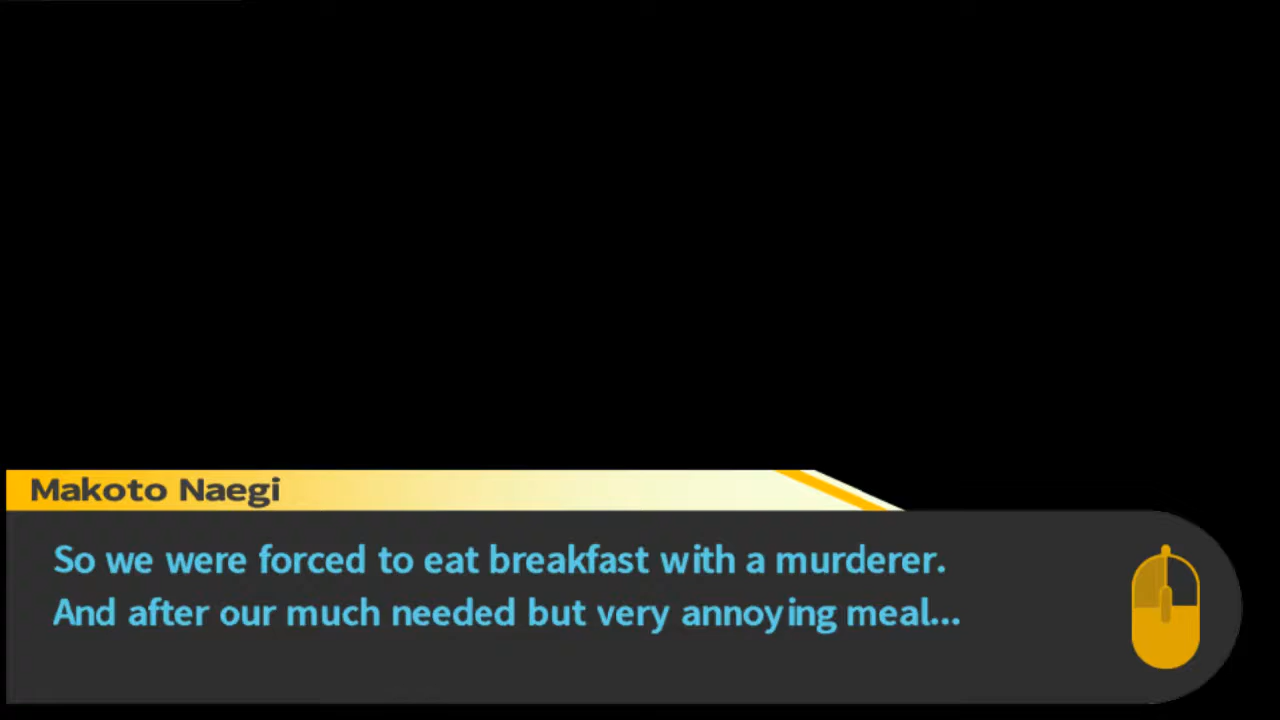 Makoto Naegi
So we were forced to eat breakfast with a murderer.
And after our much needed but very annoying meal...